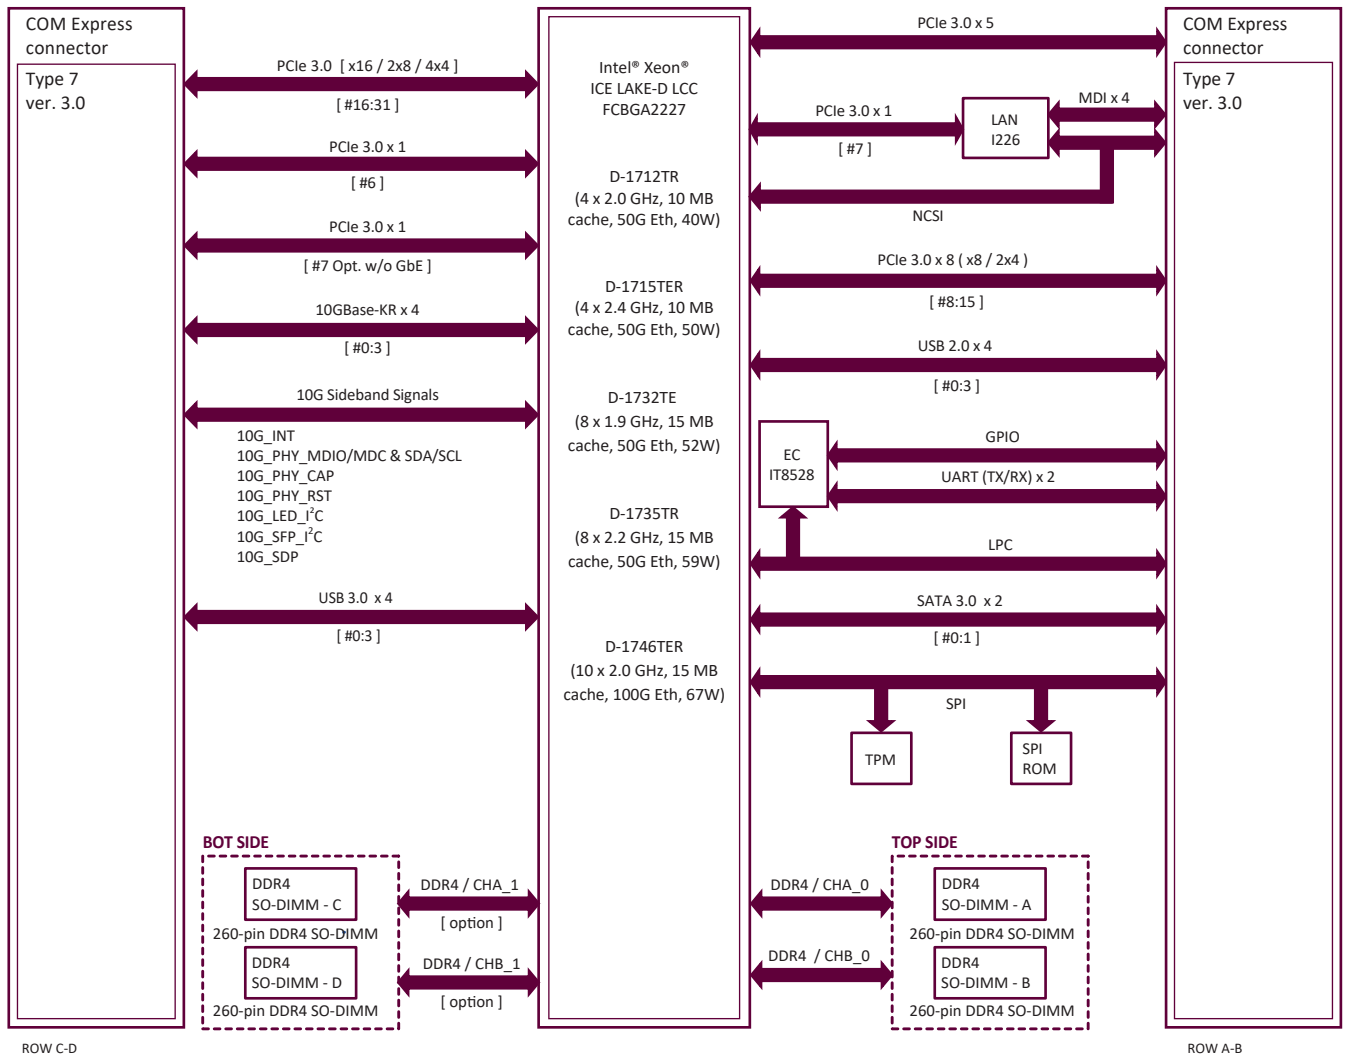 COM Express
connector
Type 7
ver. 3.0
PCIe 3.0 [ x16 / 2x8 / 4x4 ]
[ #16:31 ]
PCIe 3.0 x 1
[ #6 ]
PCIe 3.0 x 1
[ #7 Opt. w/o GbE ]
10GBase-KR x 4
[ #0:3 ]
10G Sideband Signals
10G_INT
10G_PHY_MDIO/MDC & SDA/SCL
10G_PHY_CAP
10G_PHY_RST
10G_LED_I²C
10G_SFP_I²C
10G_SDP
USB 3.0 x 4
[ #0:3 ]
BOT SIDE
DDR4
SO-DIMM - C
260-pin DDR4 SO-DIMM
DDR4
SO-DIMM - D
260-pin DDR4 SO-DIMM
DDR4 / CHA_1
[ option ]
DDR4 / CHB_1
[ option ]
ROW C-D
Intel® Xeon®
ICE LAKE-D LCC
FCBGA2227
D-1712TR
(4 x 2.0 GHz, 10 MB
cache, 50G Eth, 40W)
D-1715TER
(4 x 2.4 GHz, 10 MB
cache, 50G Eth, 50W)
D-1732TE
(8 x 1.9 GHz, 15 MB
cache, 50G Eth, 52W)
D-1735TR
(8 x 2.2 GHz, 15 MB
cache, 50G Eth, 59W)
D-1746TER
(10 x 2.0 GHz, 15 MB
cache, 100G Eth, 67W)
PCIe 3.0 x 5
PCIe 3.0 x 1
[ #7 ]
LAN
I226
MDI x 4
NCSI
PCIe 3.0 x 8 ( x8 / 2x4 )
[ #8:15 ]
USB 2.0 x 4
[ #0:3 ]
EC
IT8528
GPIO
UART (TX/RX) x 2
LPC
SATA 3.0 x 2
[ #0:1 ]
SPI
TPM
SPI
ROM
TOP SIDE
DDR4 / CHA_0
DDR4
SO-DIMM - A
260-pin DDR4 SO-DIMM
DDR4 / CHB_0
DDR4
SO-DIMM - B
260-pin DDR4 SO-DIMM
COM Express
connector
Type 7
ver. 3.0
ROW A-B